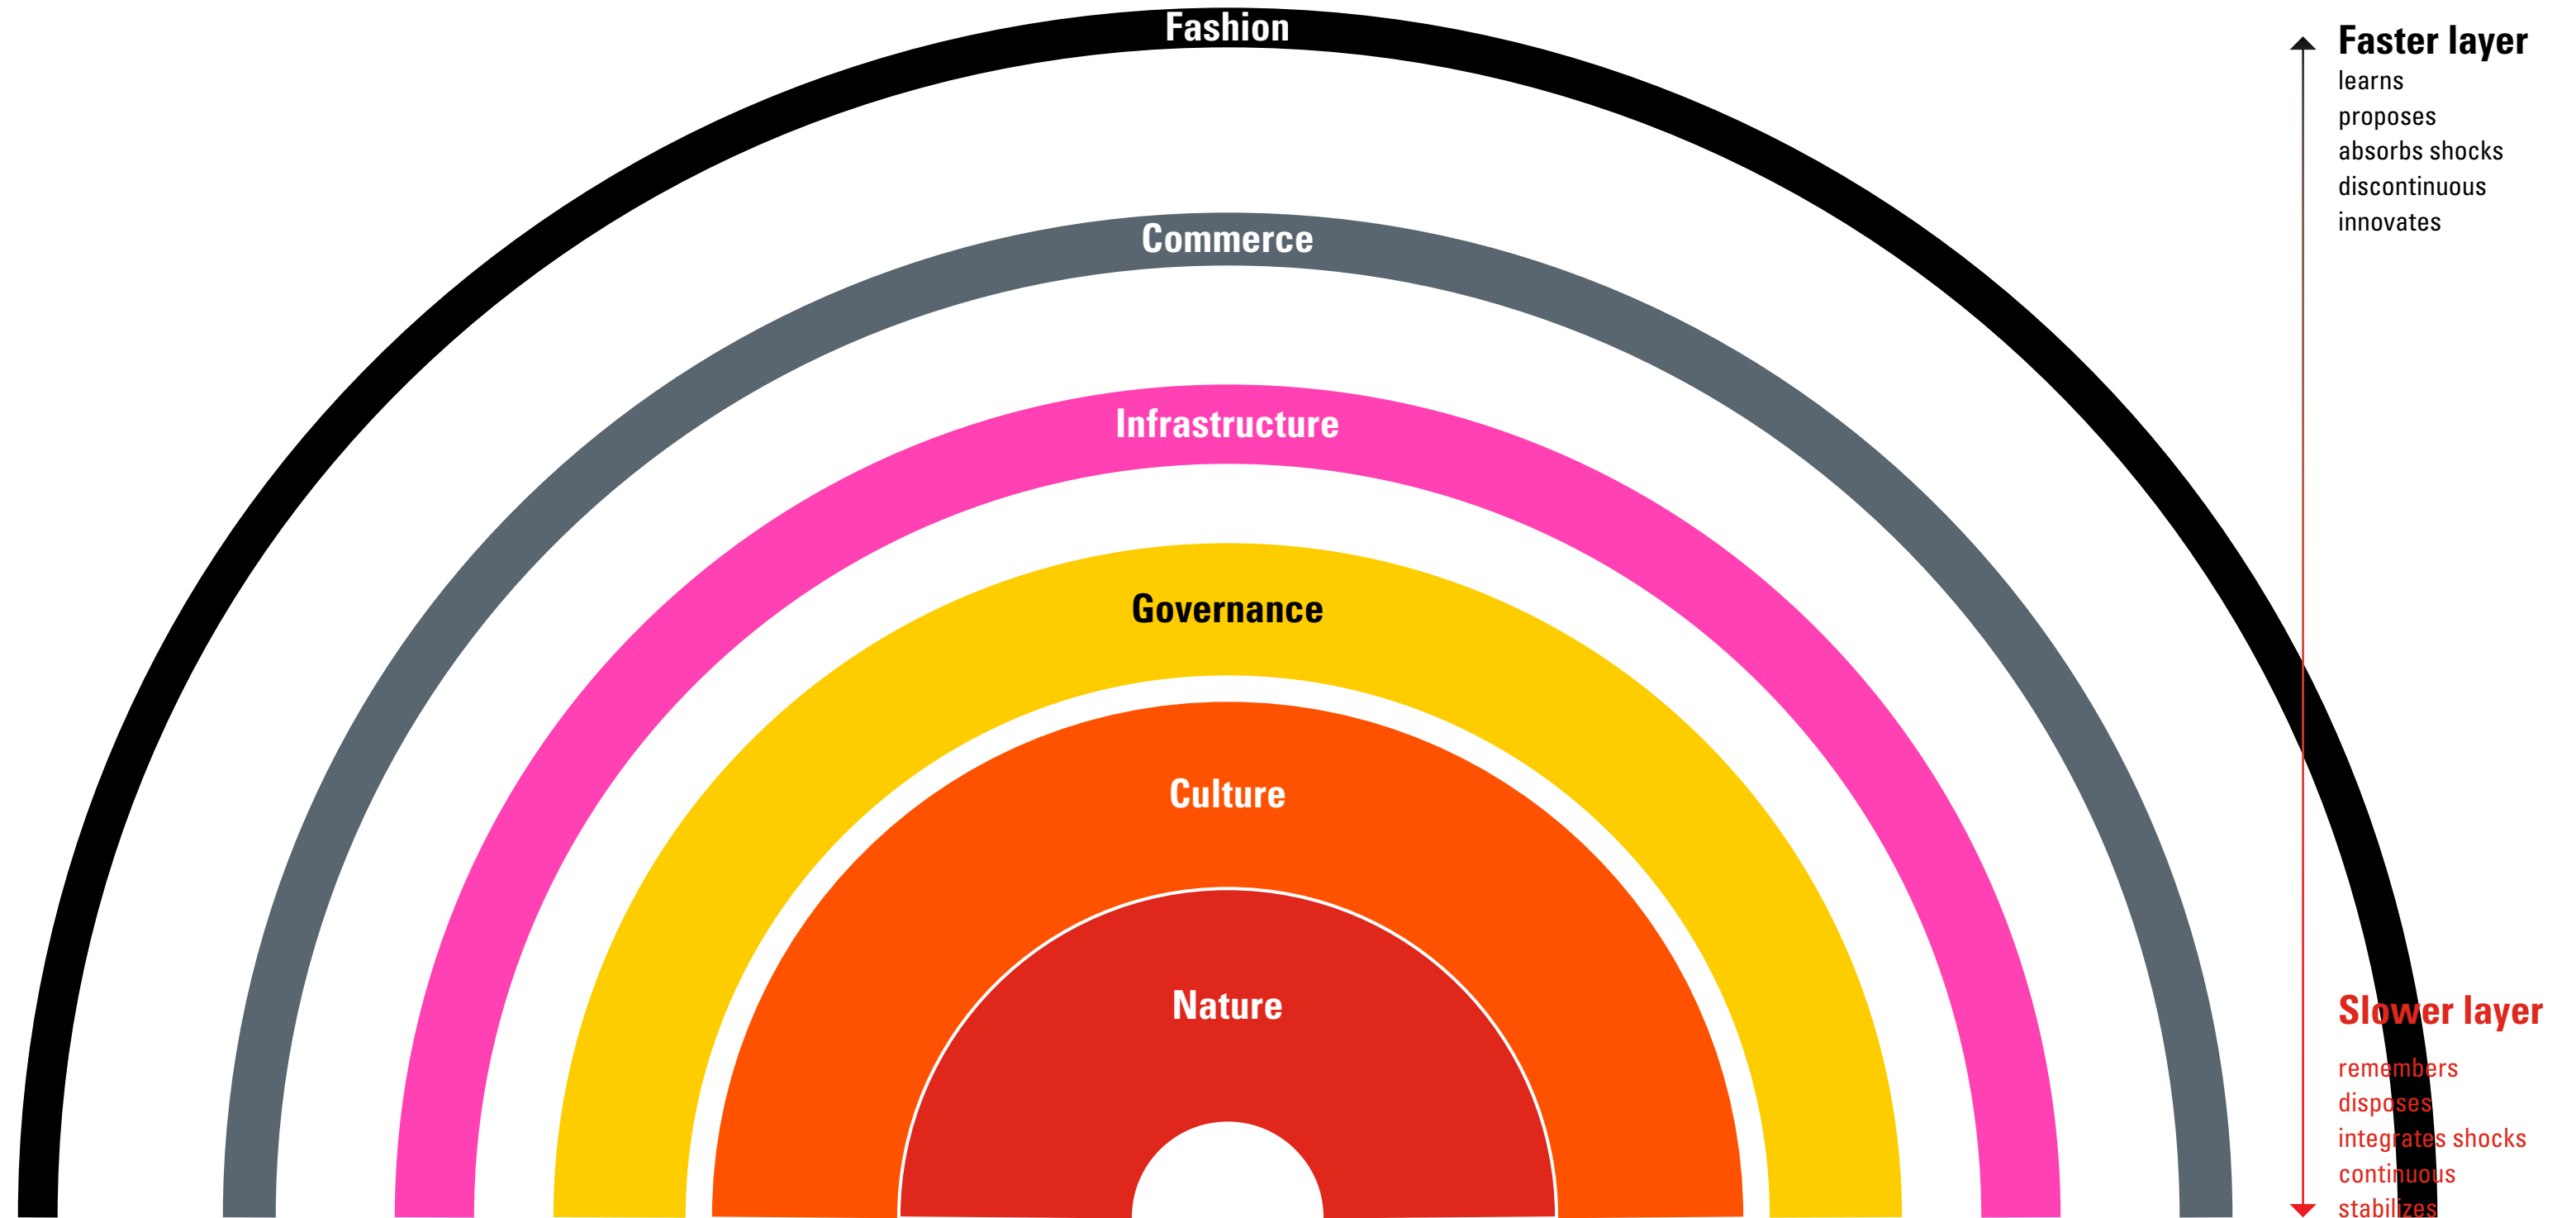 Fashion
Commerce
Infrastructure
Governance
Culture
Nature
Faster layer
learns
proposes
absorbs shocks
discontinuous
innovates
Slower layer
remembers
disposes
integrates shocks
continuous
stabilizes